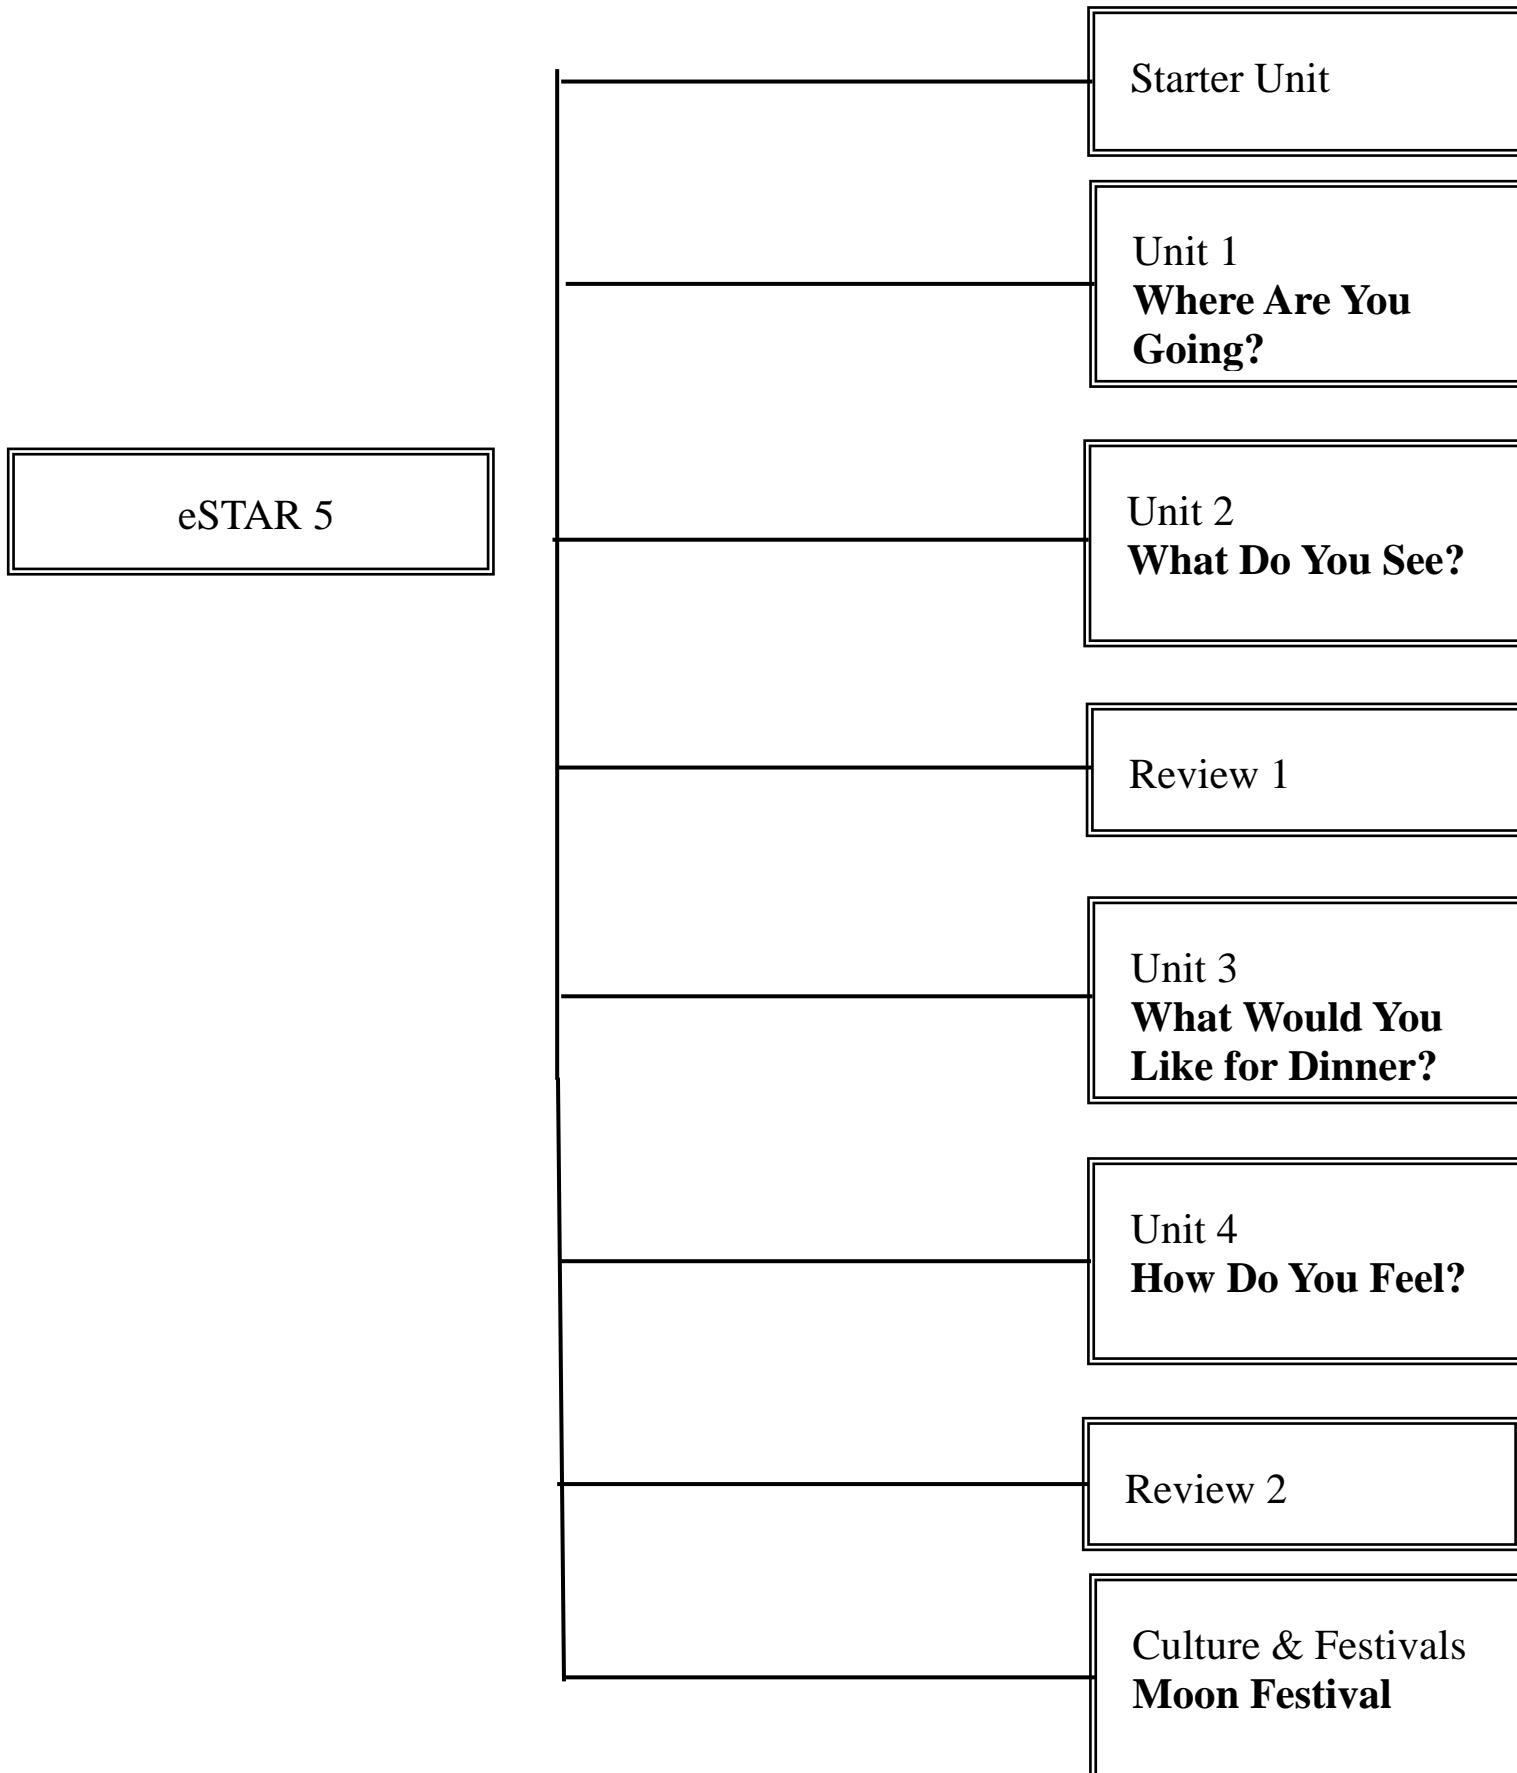 Starter Unit
Unit 1
Where Are You
Going?
eSTAR 5
Unit 2
What Do You See?
Review 1
Unit 3
What Would You
Like for Dinner?
Unit 4
How Do You Feel?
Review 2
Culture & Festivals
Moon Festival